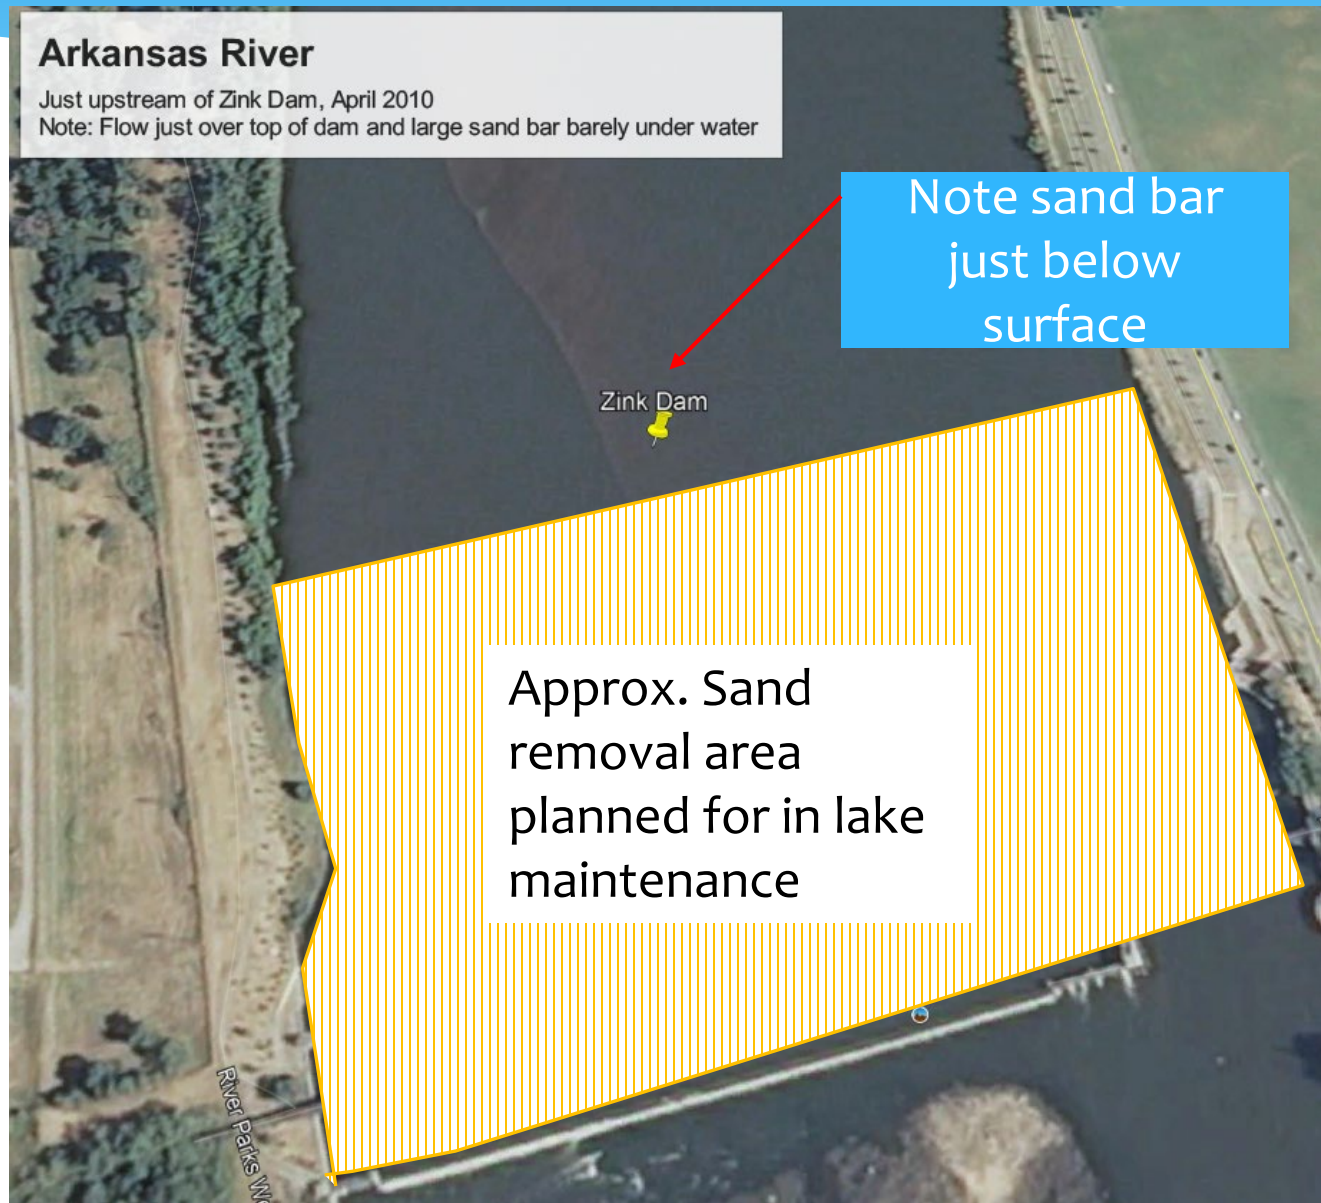 Arkansas River
Just upstream of Zink Dam, April 2010
Note: Flow just over top of dam and large sand bar barely under water
Note sand bar
just below
surface
Zink Dam
Approx. Sand
removal area
planned for in lake
maintenance
River Parks We